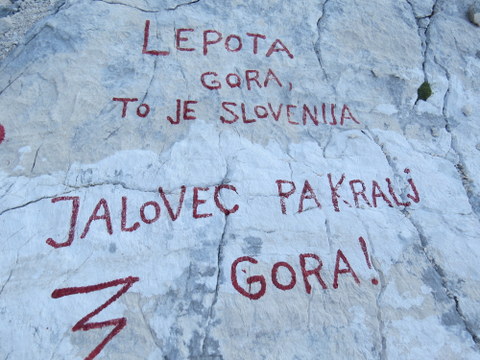 LEPOTA
GORA,
TO JE SLOVENIJA
JALOVEC PA KRALJ
GORA!